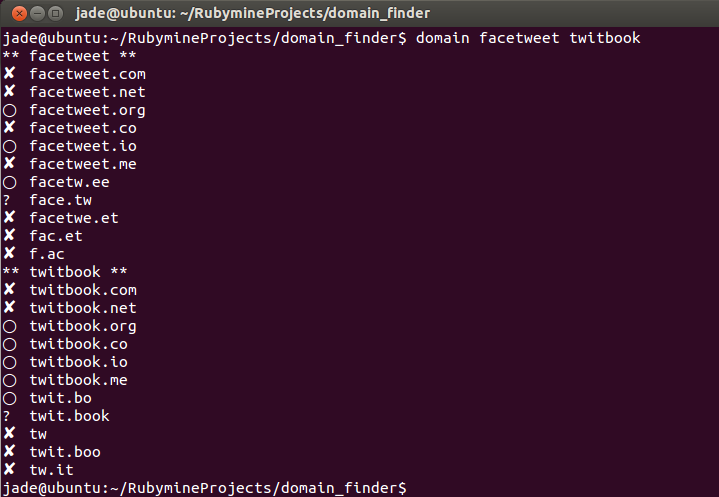 jade@ubuntu: ~/RubymineProjects/domain_finder
jade@ubuntu:~/RubymineProjects/domain_finder$ domain facetweet twitbook
** facetweet **
✘ facetweet.com
✘ facetweet.net
○ facetweet.org
✘ facetweet.co
○ facetweet.io
✘ facetweet.me
○ facetw.ee
? face.tw
✘ facetwe.et
✘ fac.et
✘ f.ac
** twitbook **
✘ twitbook.com
✘ twitbook.net
○ twitbook.org
○ twitbook.co
○ twitbook.io
○ twitbook.me
○ twit.bo
? twit.book
✘ tw
✘ twit.boo
✘ tw.it
jade@ubuntu:~/RubymineProjects/domain_finder$